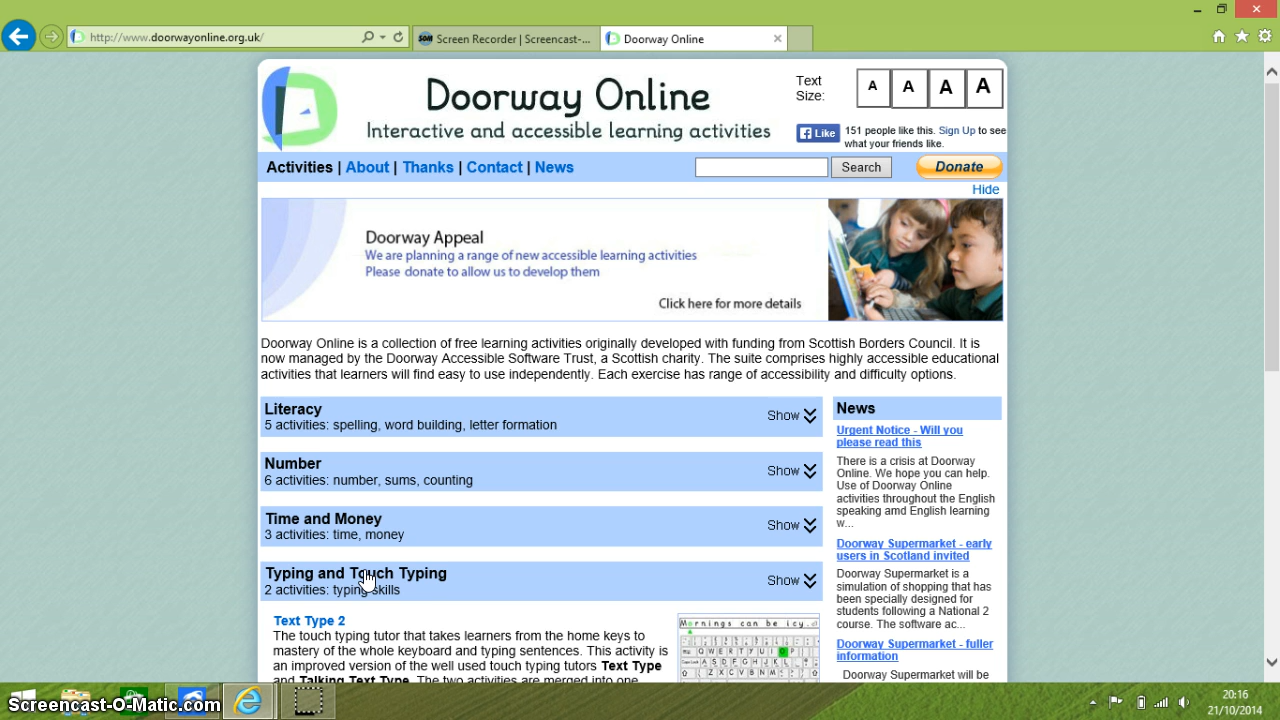 http://www.doorwayonline.org.uk/
Screen Recorder | Screencast-...
Doorway Online
Doorway Online
Interactive and accessible learning activities
Text Size:
A A A A
Like
151 people like this. Sign Up to see what your friends like.
Activities | About | Thanks | Contact | News
Search
Donate
Hide
Doorway Appeal
We are planning a range of new accessible learning activities
Please donate to allow us to develop them
Click here for more details
Doorway Online is a collection of free learning activities originally developed with funding from Scottish Borders Council. It is
now managed by the Doorway Accessible Software Trust, a Scottish charity. The suite comprises highly accessible educational
activities that learners will find easy to use independently. Each exercise has range of accessibility and difficulty options.
Literacy
5 activities: spelling, word building, letter formation
Show
Number
6 activities: number, sums, counting
Show
Time and Money
3 activities: time, money
Show
Typing and Touch Typing
2 activities: typing skills
Show
Text Type 2
The touch typing tutor that takes learners from the home keys to
mastery of the whole keyboard and typing sentences. This activity is
an improved version of the well used touch typing tutors Text Type
and Talking Text Type. The two activities are merged into one
Mornings can be icy.
News
Urgent Notice - Will you
please read this
There is a crisis at Doorway
Online. We hope you can help.
Use of Doorway Online
activities throughout the English
speaking amd English learning
w...
Doorway Supermarket - early
users in Scotland invited
Doorway Supermarket is a
simulation of shopping that has
been specially designed for
students following a National 2
course. The software ac...
Doorway Supermarket - fuller
information
Doorway Supermarket will be
Screencast-O-Matic.com
20:16
21/10/2014